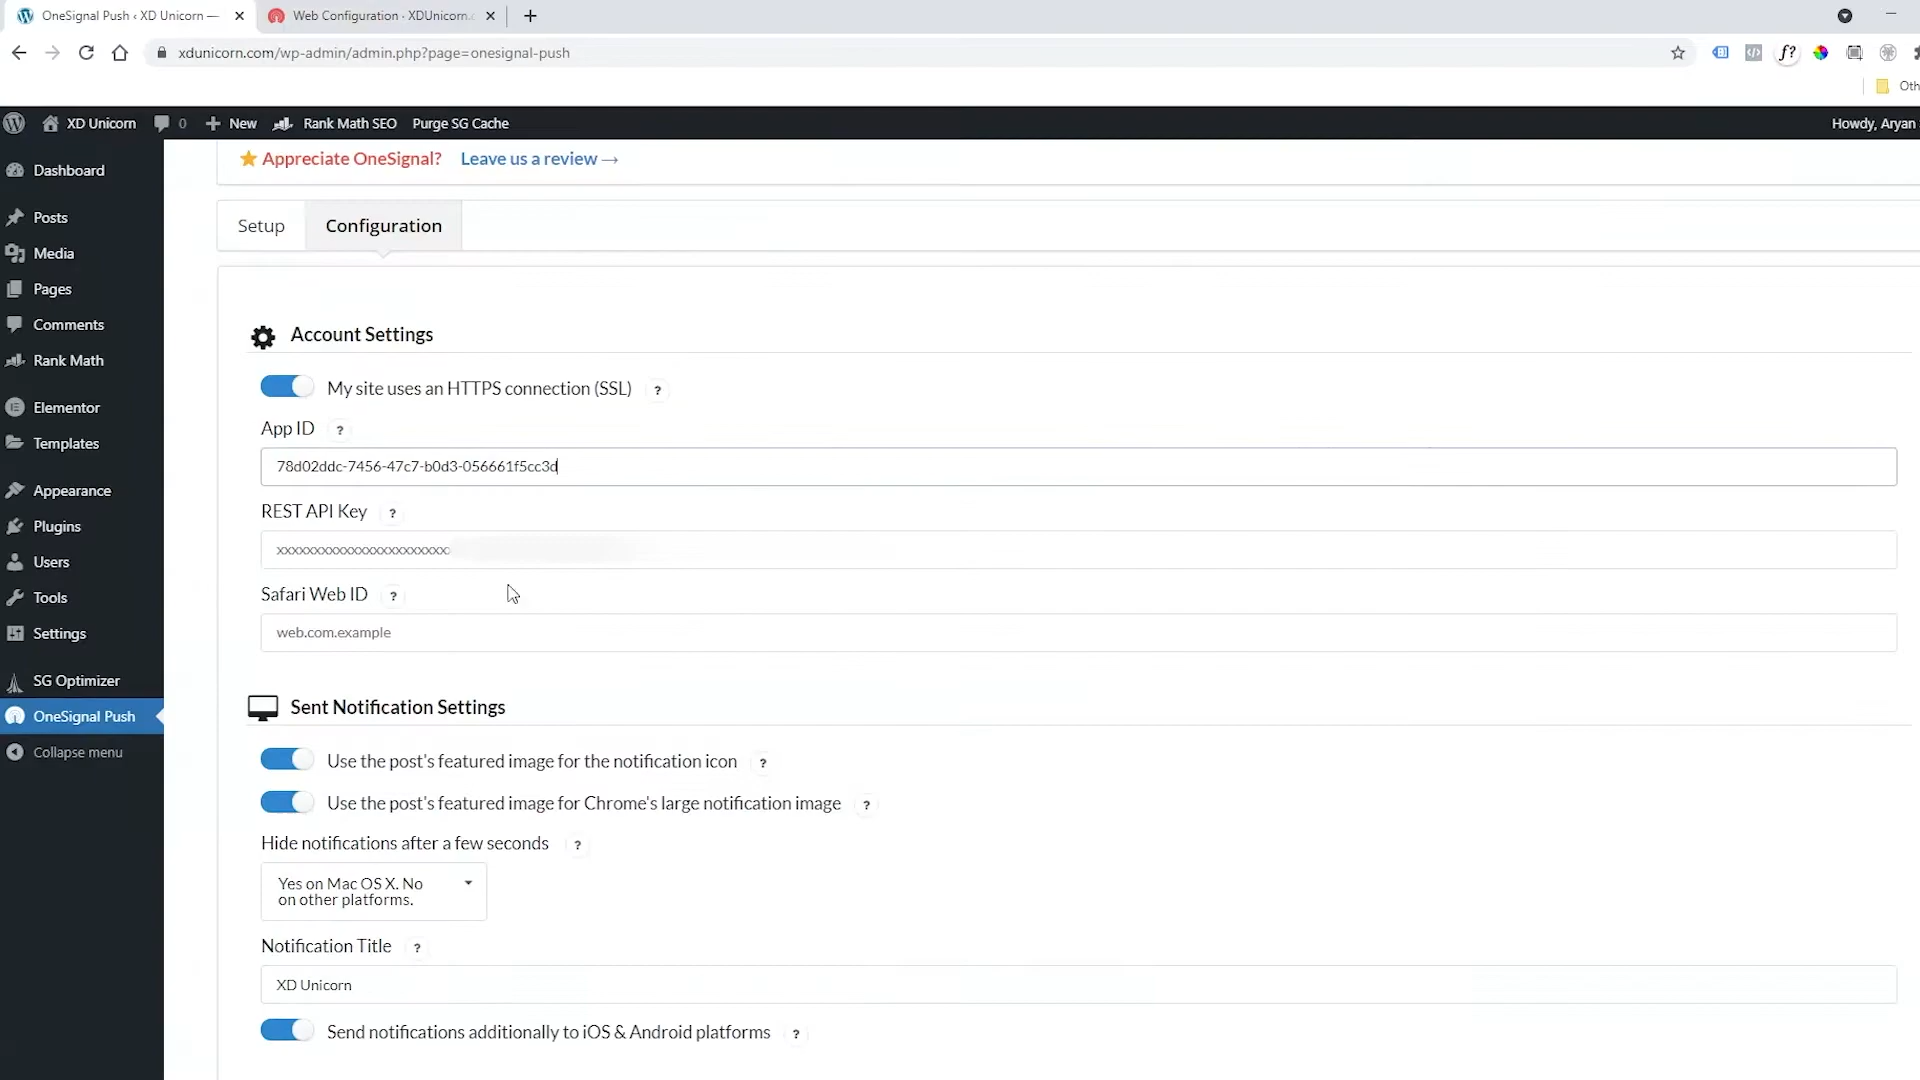 OneSignal Push ‹ XD Unicorn —
Web Configuration · XDUnicorn.c
xdunicorn.com/wp-admin/admin.php?page=onesignal-push
f?
Oth
XD Unicorn
0
New
Rank Math SEO
Purge SG Cache
Howdy, Aryan
Dashboard
Posts
Media
Pages
Comments
Rank Math
Elementor
Templates
Appearance
Plugins
Users
Tools
Settings
SG Optimizer
OneSignal Push
Collapse menu
Appreciate OneSignal? Leave us a review →
Setup
Configuration
Account Settings
My site uses an HTTPS connection (SSL) ?
App ID ?
78d02ddc-7456-47c7-b0d3-056661f5cc3d
REST API Key ?
xxxxxxxxxxxxxxxxxxxxxxxx
Safari Web ID ?
web.com.example
Sent Notification Settings
Use the post's featured image for the notification icon ?
Use the post's featured image for Chrome's large notification image ?
Hide notifications after a few seconds ?
Yes on Mac OS X. No
on other platforms.
Notification Title ?
XD Unicorn
Send notifications additionally to iOS & Android platforms ?